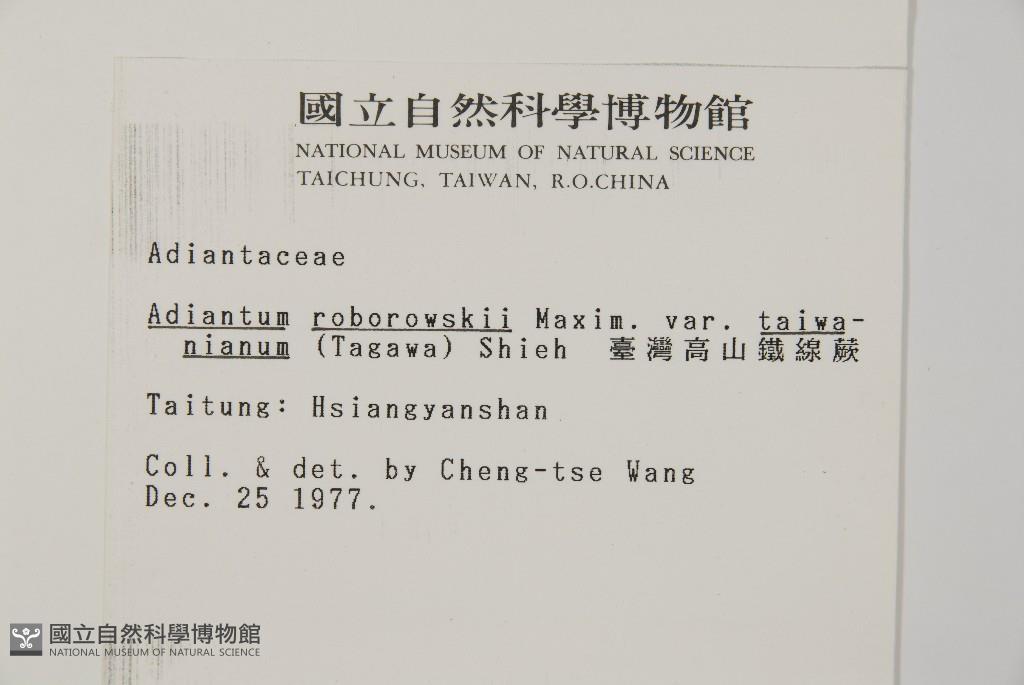 國立自然科學博物館
NATIONAL MUSEUM OF NATURAL SCIENCE
TAICHUNG, TAIWAN, R.O.CHINA
Adiantaceae
Adiantum roborowskii Maxim. var. taiwa-
nianum (Tagawa) Shieh 臺灣高山鐵線蕨
Taitung: Hsiangyanshan
Coll. & det. by Cheng-tse Wang
Dec. 25 1977.
國立自然科學博物館
NATIONAL MUSEUM OF NATURAL SCIENCE